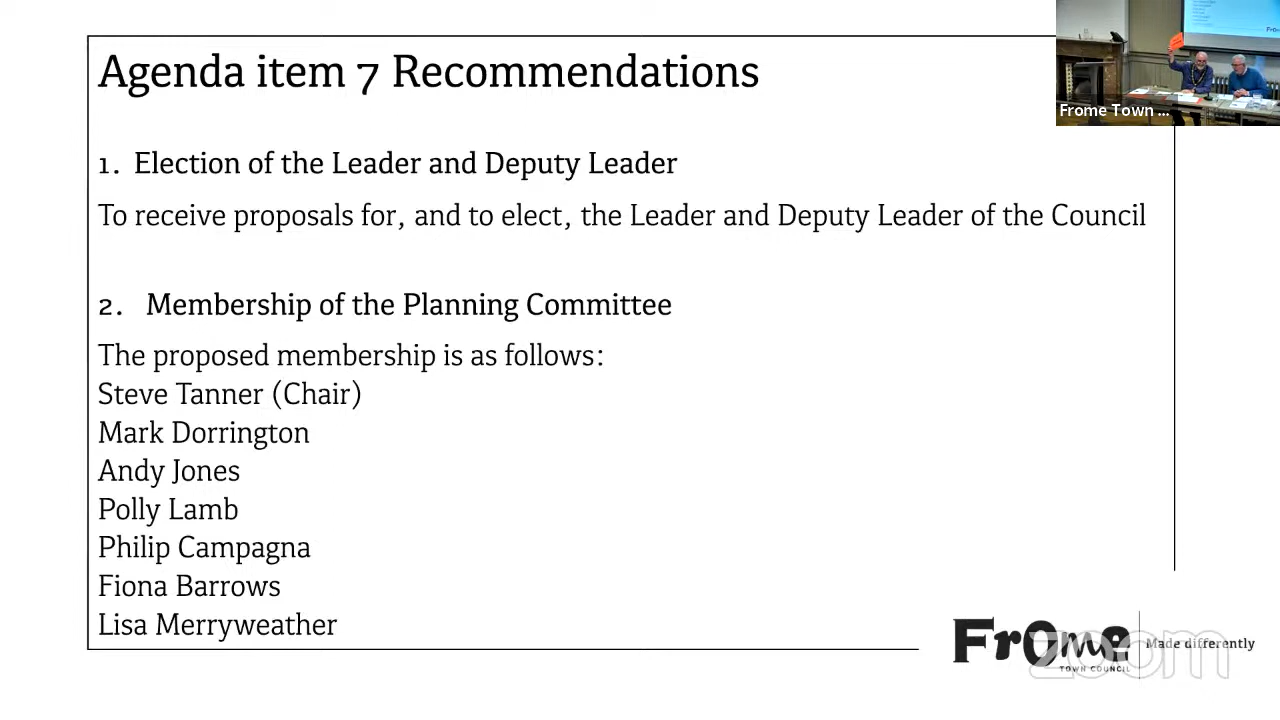 Agenda item 7 Recommendations
1. Election of the Leader and Deputy Leader
To receive proposals for, and to elect, the Leader and Deputy Leader of the Council
2. Membership of the Planning Committee
The proposed membership is as follows:
Steve Tanner (Chair)
Mark Dorrington
Andy Jones
Polly Lamb
Philip Campagna
Fiona Barrows
Lisa Merryweather
Frome Town ...
Frome
TOWN COUNCIL
Made differently
zoom